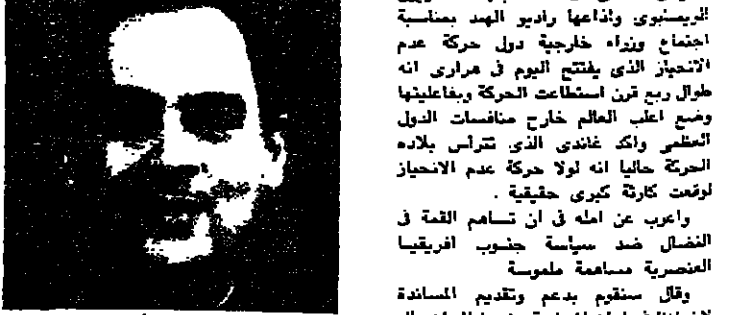 الزيمبابوى واذاعها راديو الهند بمناسبة
اجتماع وزراء خارجية دول حركة عدم
الانحياز الذى يفتتح اليوم فى هرارى انه
طوال ربع قرن استطاعت الحركة وبفاعليتها
وضع اغلب العالم خارج منافسات الدول
العظمى واكد غاندى الذى تترأس بلاده
الحركة حاليا انه لولا حركة عدم الانحياز
لوقعت كارثة كبرى حقيقية .
واعرب عن امله فى ان تساهم القمة فى
النضال ضد سياسة جنوب افريقيا
العنصرية مساهمة ملموسة
وقال سنقوم بدعم وتقديم المساندة